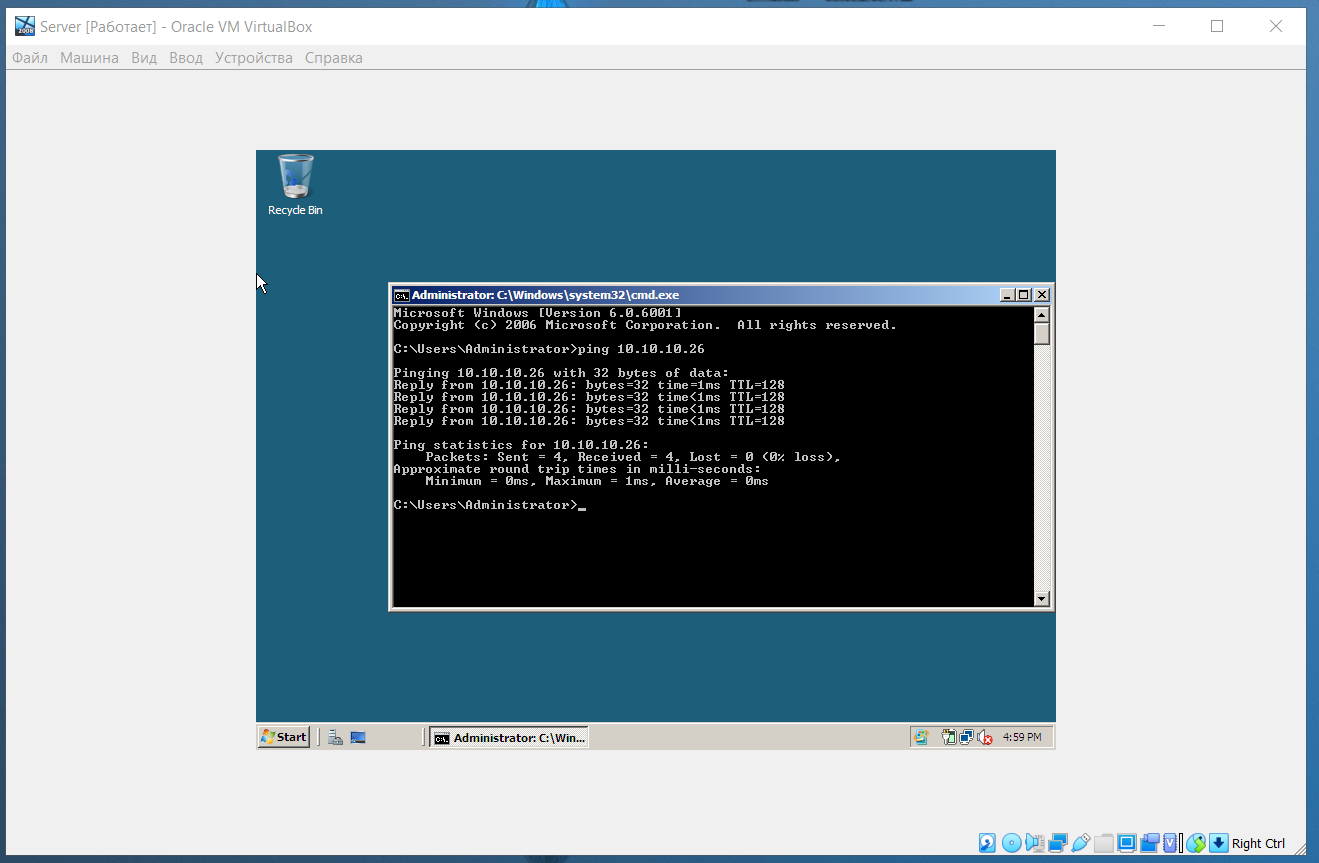 Server [Работает] - Oracle VM VirtualBox
Файл Машина Вид Ввод Устройства Справка
Recycle Bin
Administrator: C:\Windows\system32\cmd.exe
Microsoft Windows [Version 6.0.6001]
Copyright (c) 2006 Microsoft Corporation.  All rights reserved.
C:\Users\Administrator>ping 10.10.10.26
Pinging 10.10.10.26 with 32 bytes of data:
Reply from 10.10.10.26: bytes=32 time=1ms TTL=128
Reply from 10.10.10.26: bytes=32 time<1ms TTL=128
Reply from 10.10.10.26: bytes=32 time<1ms TTL=128
Reply from 10.10.10.26: bytes=32 time<1ms TTL=128
Ping statistics for 10.10.10.26:
    Packets: Sent = 4, Received = 4, Lost = 0 (0% loss),
Approximate round trip times in milli-seconds:
    Minimum = 0ms, Maximum = 1ms, Average = 0ms
C:\Users\Administrator>_
Start Administrator: C:\Win... 4:59 PM
Right Ctrl